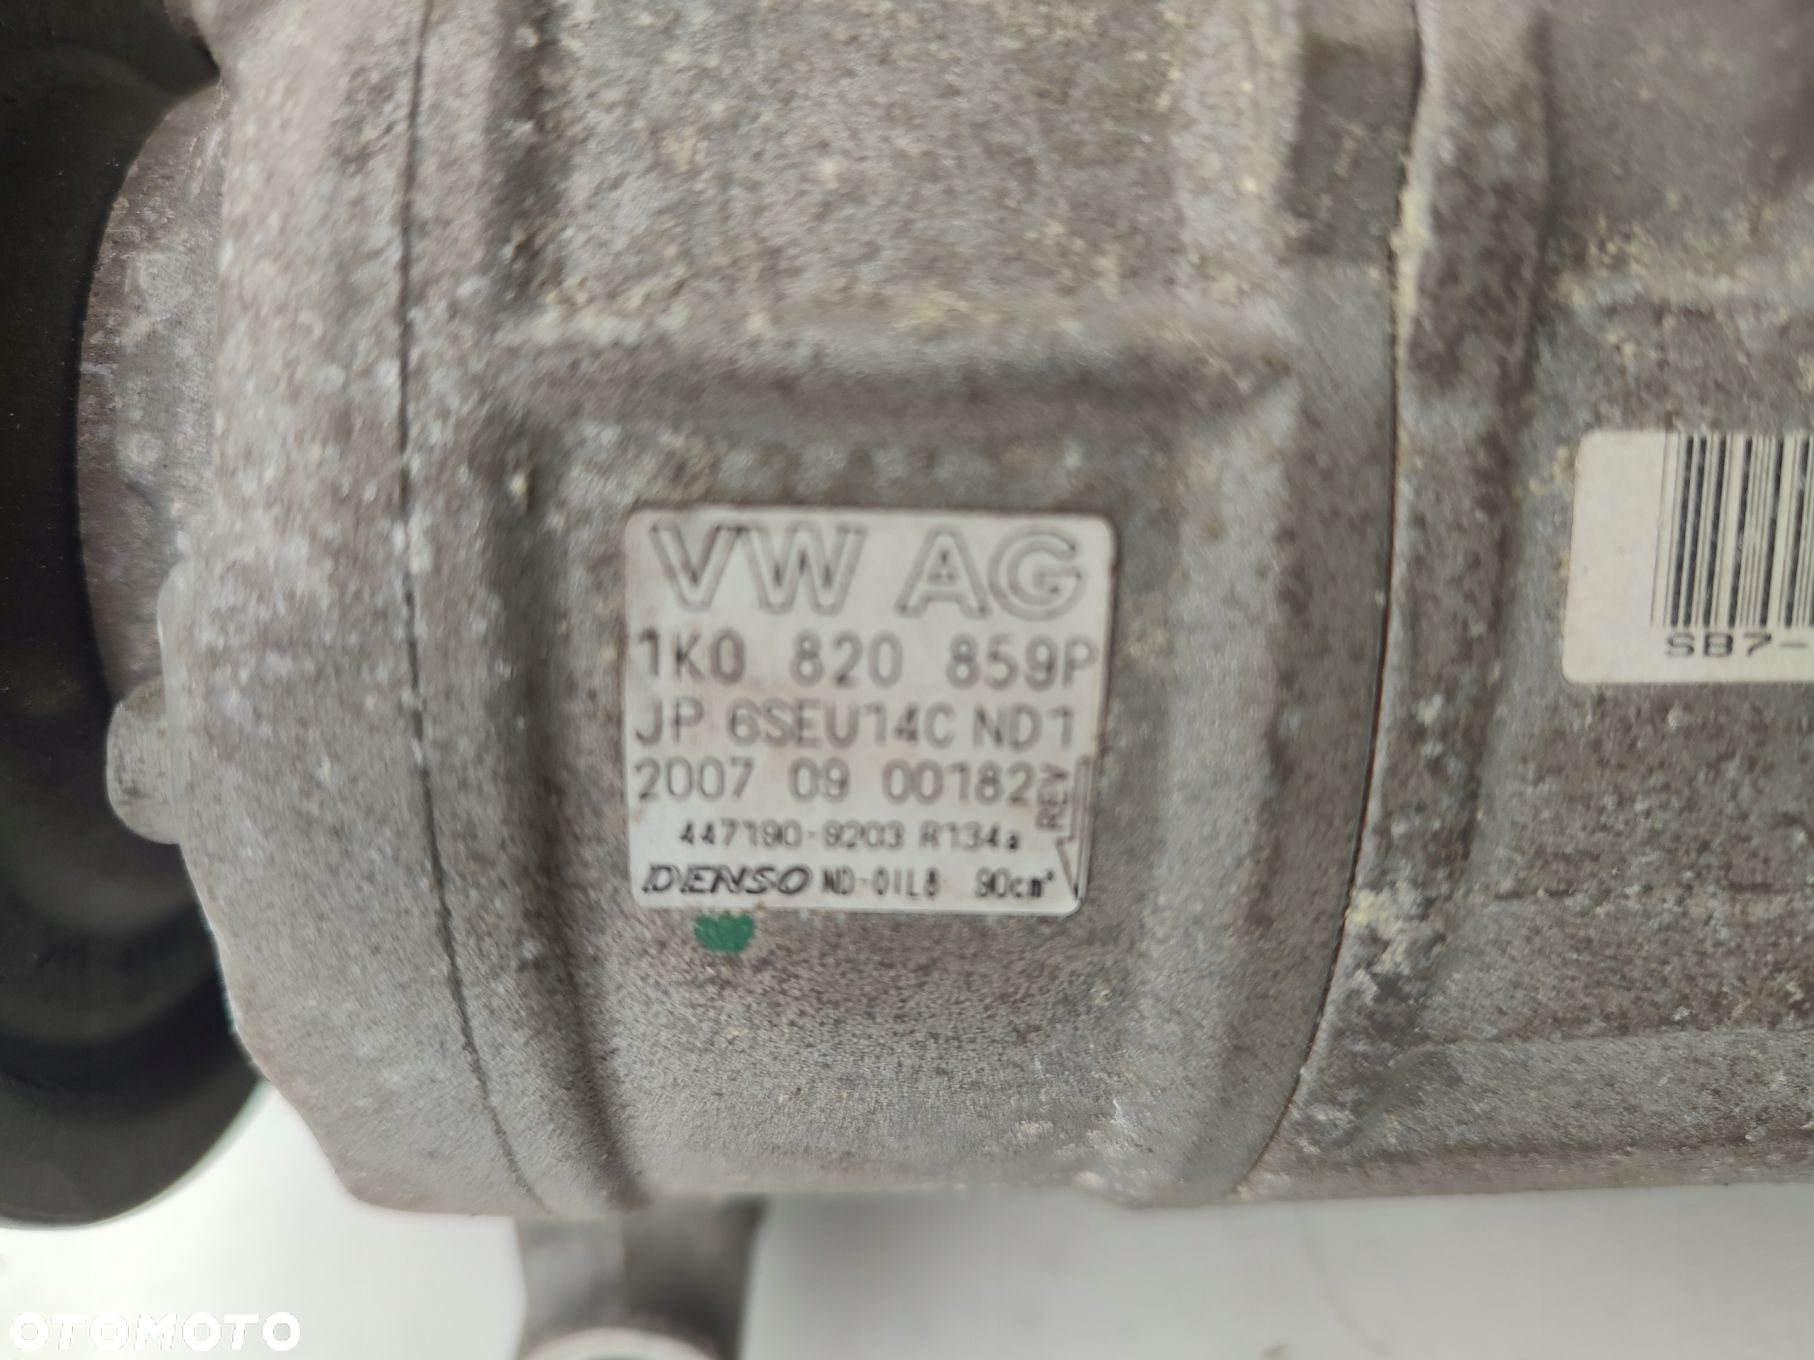 VW AG
1K0 820 859P
JP 6SEU14C ND1
2007 09 00182
REV
447190-9203 R134a
DENSO ND-OIL8 90cm³
SB7-
OTOMOTO